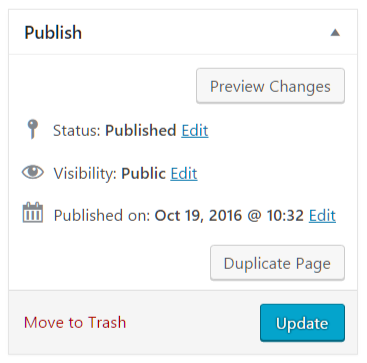 Publish
Preview Changes
Status: Published Edit
Visibility: Public Edit
Published on: Oct 19, 2016 @ 10:32 Edit
Duplicate Page
Move to Trash Update